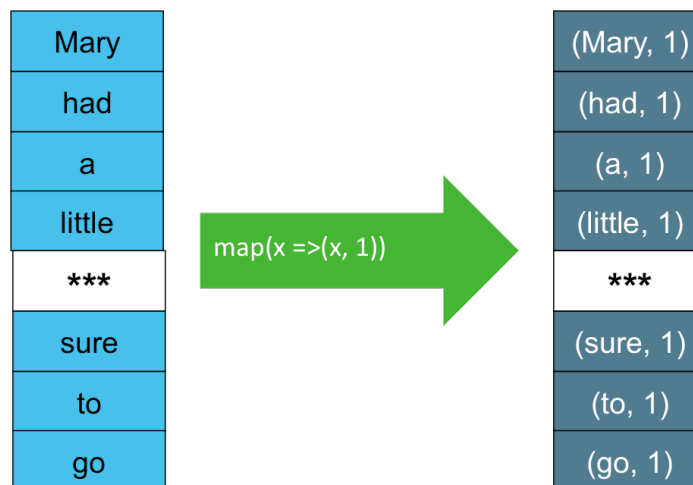 Mary
had
a
little
***
sure
to
go
map(x =>(x, 1))
(Mary, 1)
(had, 1)
(a, 1)
(little, 1)
***
(sure, 1)
(to, 1)
(go, 1)